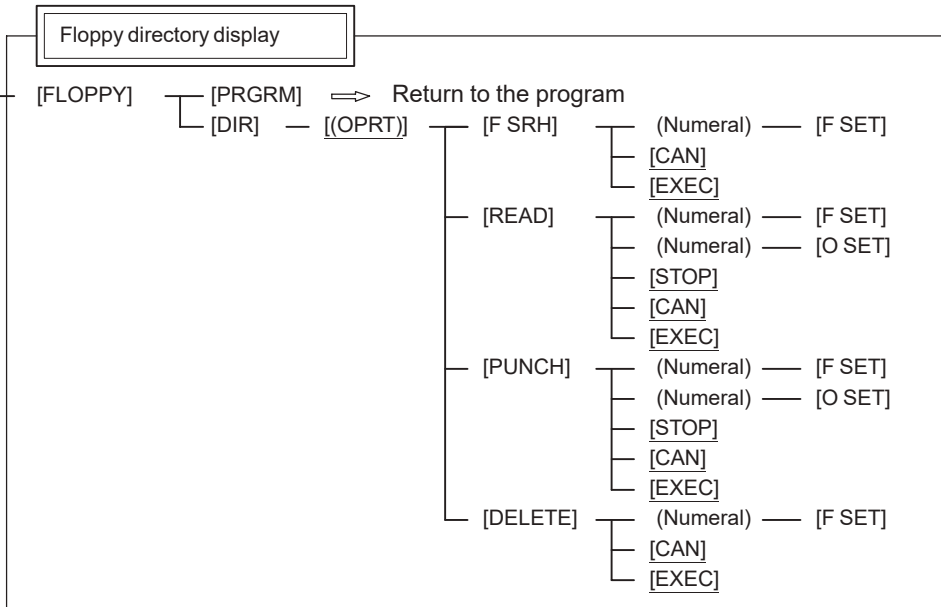 Floppy directory display
[FLOPPY] [PRGRM] Return to the program
[DIR] [(OPRT)] [F SRH] (Numeral) [F SET]
[CAN]
[EXEC]
[READ] (Numeral) [F SET]
(Numeral) [O SET]
[STOP]
[CAN]
[EXEC]
[PUNCH] (Numeral) [F SET]
(Numeral) [O SET]
[STOP]
[CAN]
[EXEC]
[DELETE] (Numeral) [F SET]
[CAN]
[EXEC]